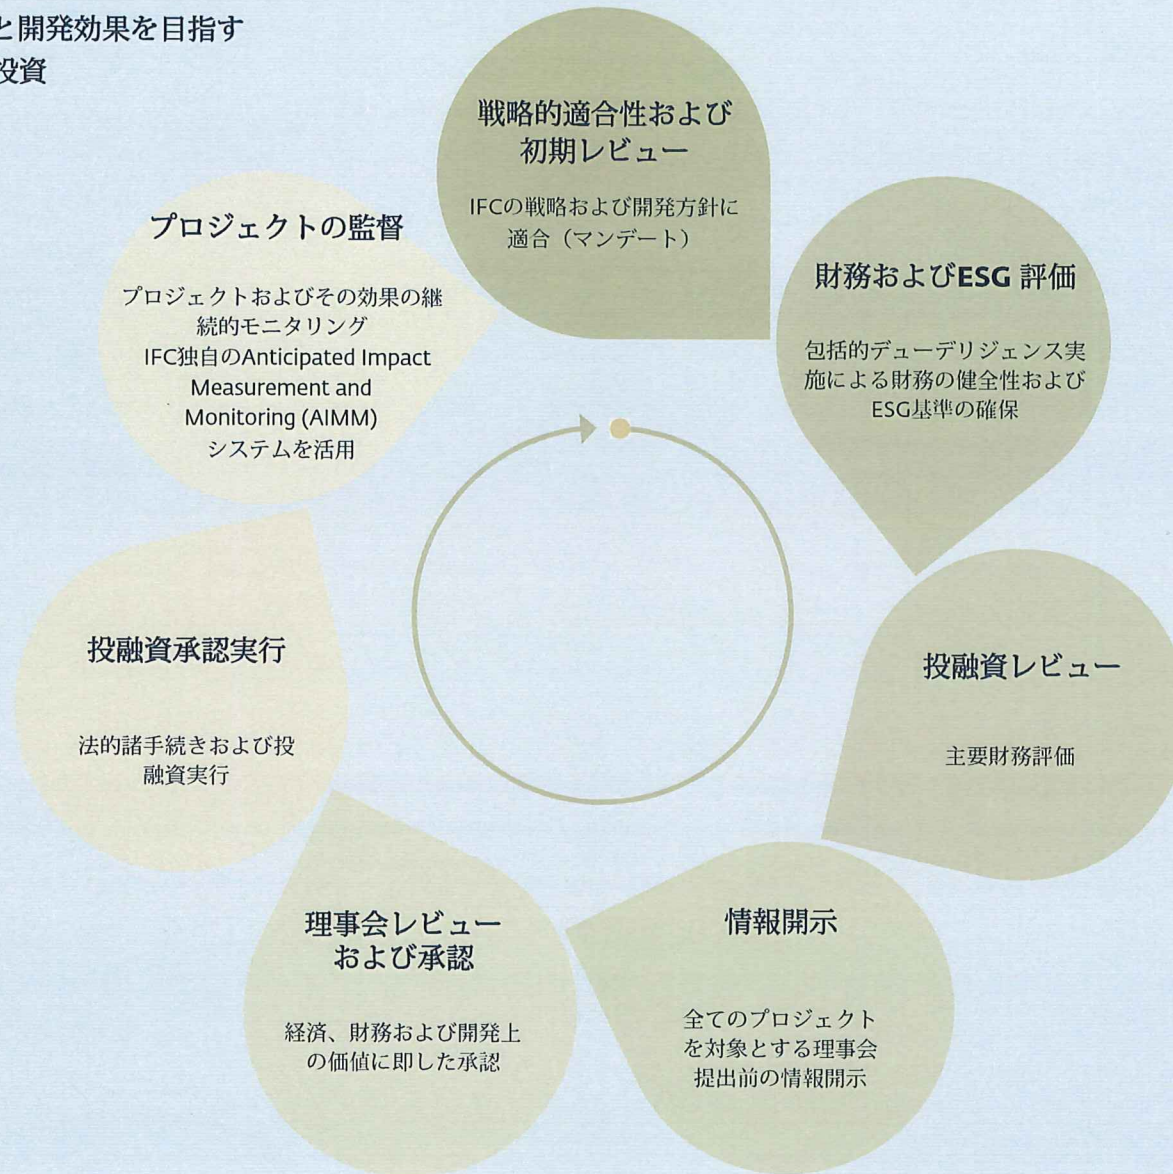 と開発効果を目指す
投資
戦略的適合性および
初期レビュー
IFCの戦略および開発方針に
適合（マンデート）
財務およびESG 評価
包括的デューデリジェンス実
施による財務の健全性および
ESG基準の確保
投融資レビュー
主要財務評価
情報開示
全てのプロジェクト
を対象とする理事会
提出前の情報開示
理事会レビュー
および承認
経済、財務および開発上
の価値に即した承認
投融資承認実行
法的諸手続きおよび投
融資実行
プロジェクトの監督
プロジェクトおよびその効果の継
続的モニタリング
IFC独自のAnticipated Impact
Measurement and
Monitoring (AIMM)
システムを活用